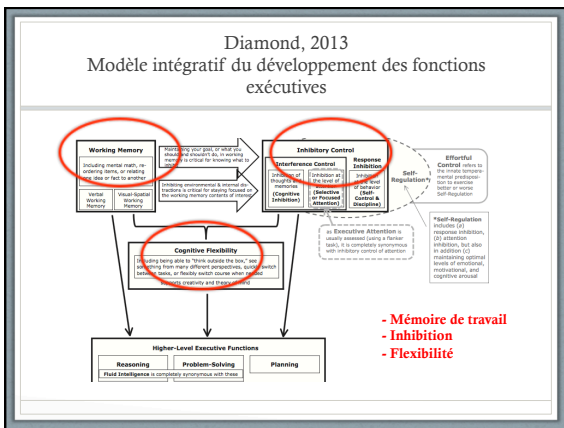 Diamond, 2013
Modèle intégratif du développement des fonctions
exécutives
Working Memory
Including mental math, re-
ordering items, or relating
one idea or fact to another
Verbal
Working
Memory
Visual-Spatial
Working
Memory
Maintaining your goal, or what you
should and shouldn't do, in working
memory is critical for knowing what to
inhibit
Inhibiting environmental & internal dis-
tractions is critical for staying focused on
the working memory contents of interest
Inhibitory Control
Interference Control
Inhibition of
thoughts and
memories
(Cognitive
Inhibition)
Inhibition at
the level of
attention
(Selective
or Focused
Attention)
Response
Inhibition
Inhibition
at the level
of behavior
(Self-
Control &
Discipline)
Self-
Regulation*
Effortful
Control refers to
the innate tempera-
mental predisposi-
tion to exercise
better or worse
Self-Regulation
as Executive Attention is
usually assessed (using a flanker
task), it is completely synonymous
with inhibitory control of attention
*Self-Regulation
includes (a)
response inhibition,
(b) attention
inhibition, but also
in addition (c)
maintaining optimal
levels of emotional,
motivational, and
cognitive arousal
Cognitive Flexibility
Including being able to "think outside the box," see
something from many different perspectives, quickly switch
between tasks, or flexibly switch course when needed
Supports creativity and theory of mind
- Mémoire de travail
- Inhibition
- Flexibilité
Higher-Level Executive Functions
Reasoning
Problem-Solving
Planning
Fluid Intelligence is completely synonymous with these